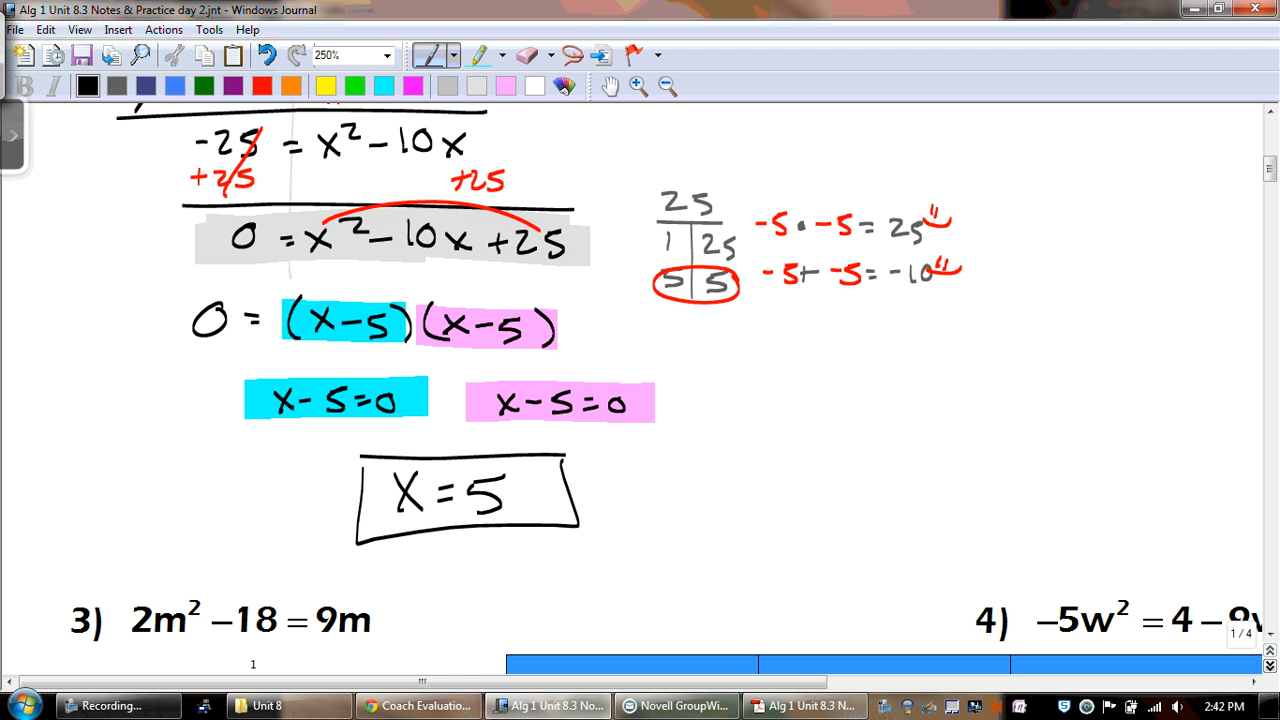 Alg 1 Unit 8.3 Notes & Practice day 2.jnt - Windows Journal
File Edit View Insert Actions Tools Help
250%
B I
-25 = x² - 10x
+25 +25
0 = x² - 10x + 25
25
1 25
5 5
-5 • -5 = 25
-5 + -5 = -10
0 = (x - 5)(x - 5)
x - 5 = 0 x - 5 = 0
x = 5
3) 2m² – 18 = 9m
4) –5w² = 4 – 9w
1 / 4
1
Recording... Unit 8 Coach Evaluatio... Alg 1 Unit 8.3 No... Novell GroupWi... Alg 1 Unit 8.3 No... 2:42 PM